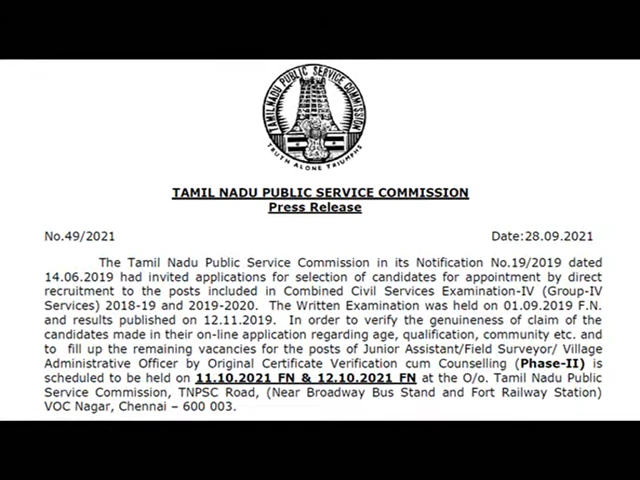 TAMILNADU PUBLIC SERVICE COMMISSION
TRUTH ALONE TRIUMPHS
TAMIL NADU PUBLIC SERVICE COMMISSION
Press Release
No.49/2021 Date:28.09.2021
The Tamil Nadu Public Service Commission in its Notification No.19/2019 dated
14.06.2019 had invited applications for selection of candidates for appointment by direct
recruitment to the posts included in Combined Civil Services Examination-IV (Group-IV
Services) 2018-19 and 2019-2020. The Written Examination was held on 01.09.2019 F.N.
and results published on 12.11.2019. In order to verify the genuineness of claim of the
candidates made in their on-line application regarding age, qualification, community etc. and
to fill up the remaining vacancies for the posts of Junior Assistant/Field Surveyor/ Village
Administrative Officer by Original Certificate Verification cum Counselling (Phase-II) is
scheduled to be held on 11.10.2021 FN & 12.10.2021 FN at the O/o. Tamil Nadu Public
Service Commission, TNPSC Road, (Near Broadway Bus Stand and Fort Railway Station)
VOC Nagar, Chennai – 600 003.